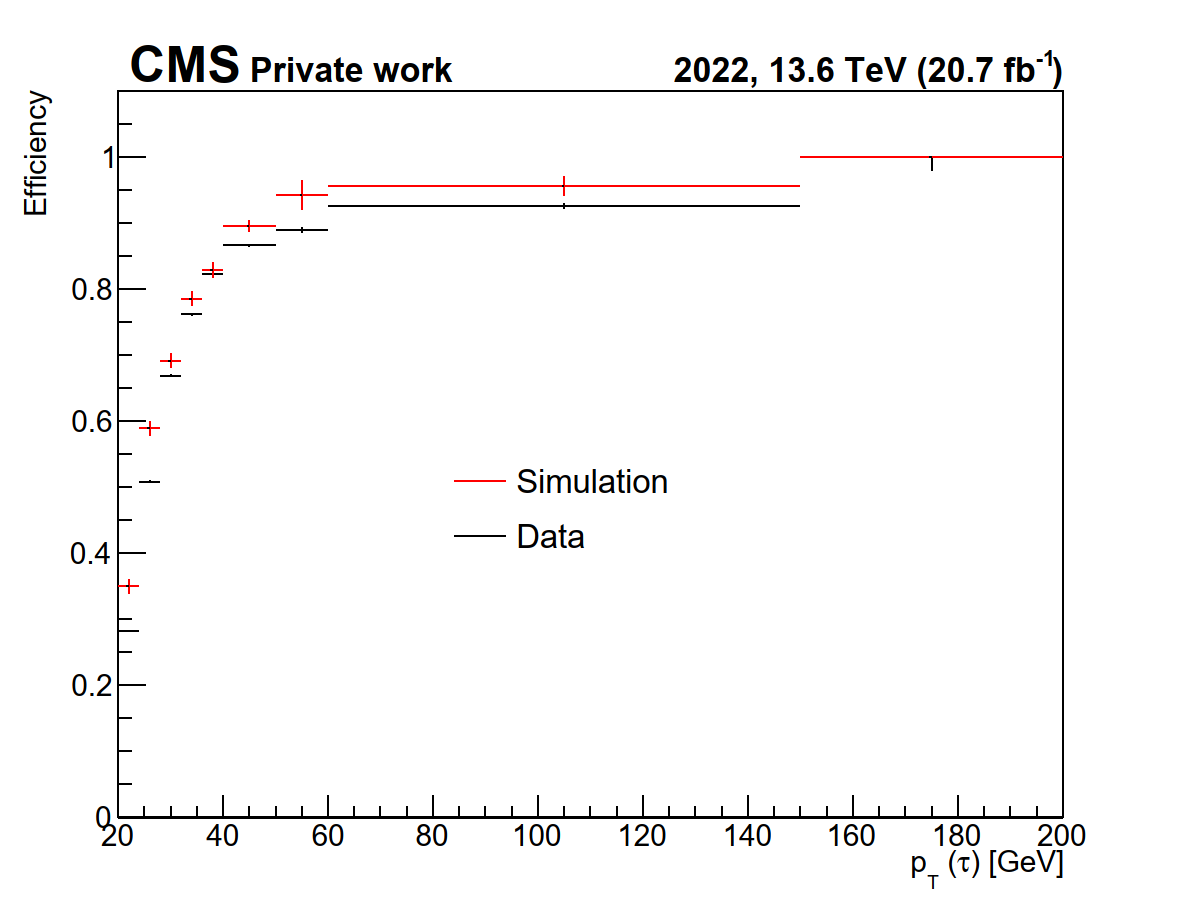 CMS Private work 2022, 13.6 TeV (20.7 fb⁻¹)
Efficiency
1
0.8
0.6
0.4
0.2
0
Simulation
Data
20 40 60 80 100 120 140 160 180 200
p_T (τ) [GeV]